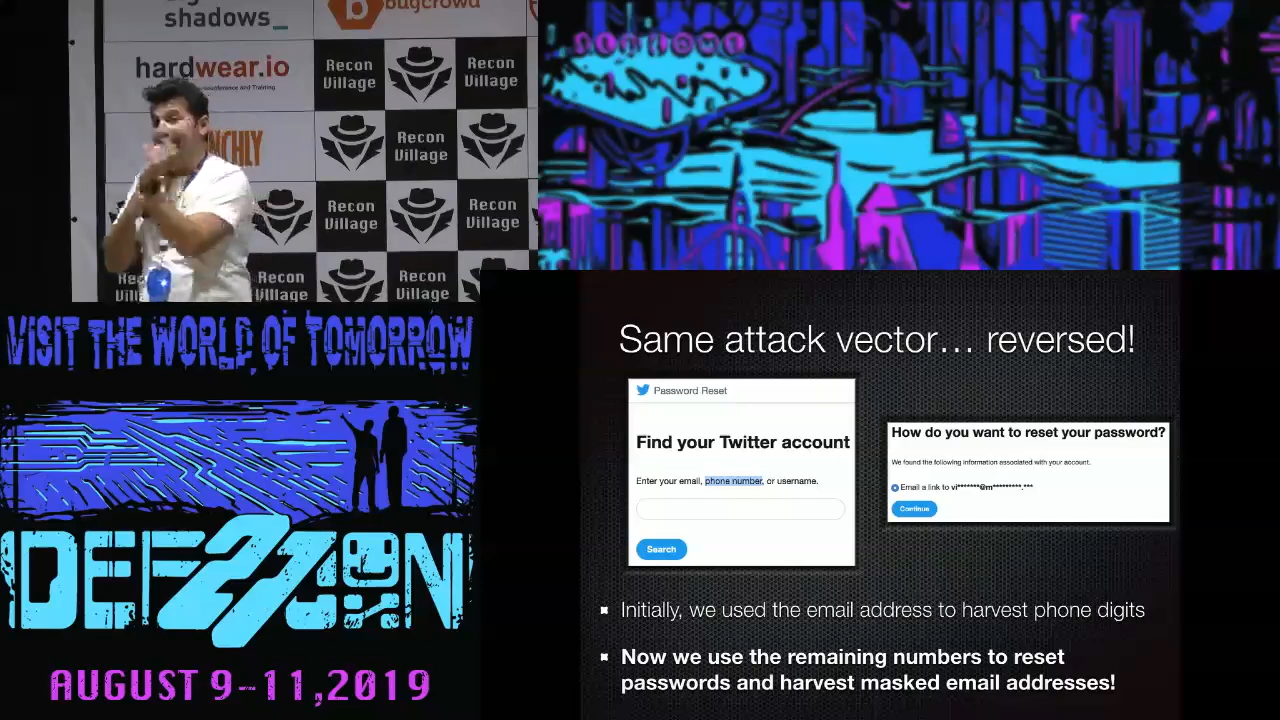 shadows_
bugcrowd
hardwear.io
Recon
Village
Recon
Village
NCHLY
Recon
Village
Recon
Village
Recon
Village
Recon
Village
Recon
Village
VISIT THE WORLD OF TOMORROW
DEFCON
27
AUGUST 9-11,2019
Same attack vector... reversed!
Password Reset
Find your Twitter account
Enter your email, phone number, or username.
Search
How do you want to reset your password?
We found the following information associated with your account.
Email a link to vi*******@m*********.***
Continue
Initially, we used the email address to harvest phone digits
Now we use the remaining numbers to reset
passwords and harvest masked email addresses!